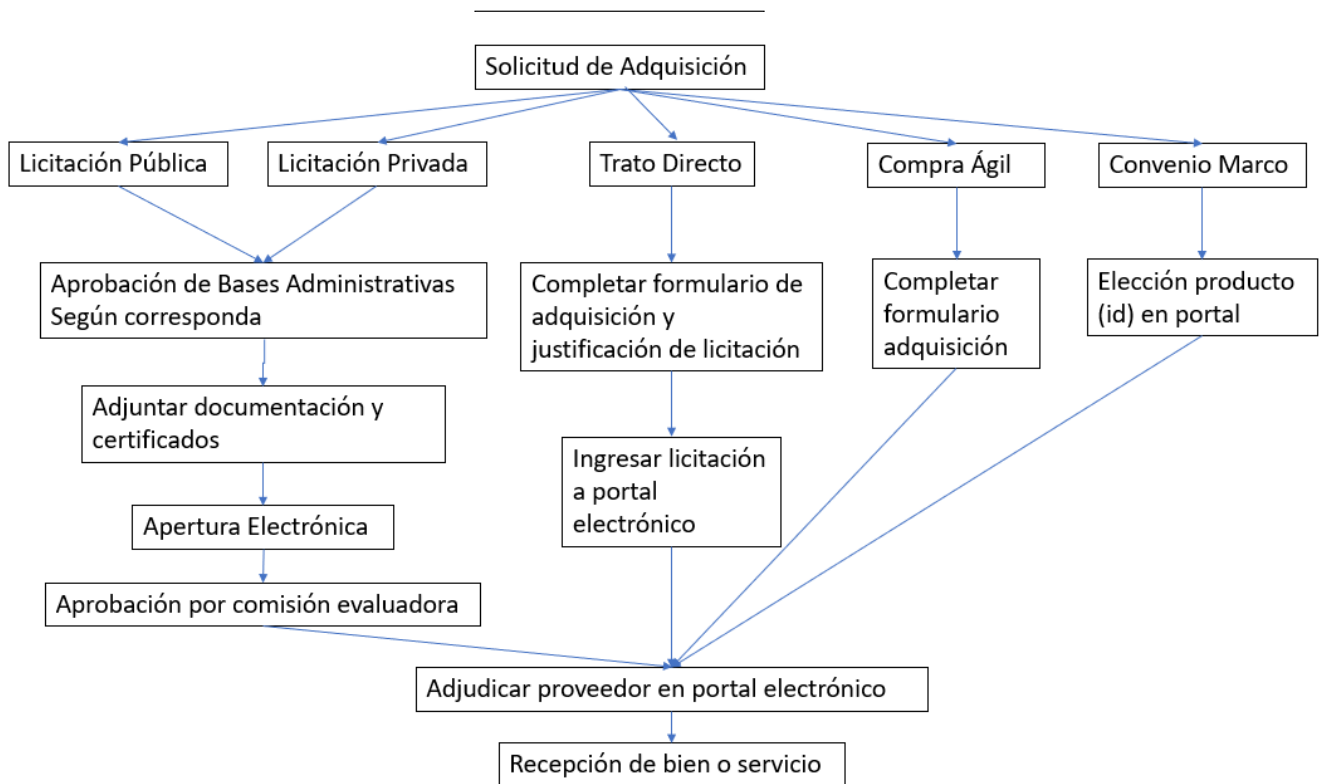 Solicitud de Adquisición
Licitación Pública
Licitación Privada
Trato Directo
Compra Ágil
Convenio Marco
Aprobación de Bases Administrativas
Según corresponda
Completar formulario de
adquisición y
justificación de licitación
Completar
formulario
adquisición
Elección producto
(id) en portal
Adjuntar documentación y
certificados
Ingresar licitación
a portal
electrónico
Apertura Electrónica
Aprobación por comisión evaluadora
Adjudicar proveedor en portal electrónico
Recepción de bien o servicio